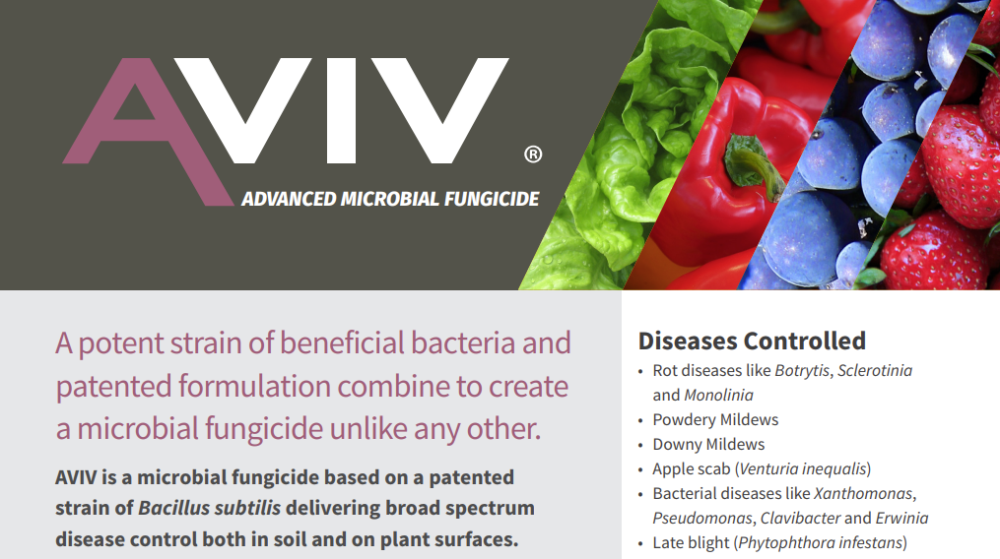 AVIV®
ADVANCED MICROBIAL FUNGICIDE
A potent strain of beneficial bacteria and
patented formulation combine to create
a microbial fungicide unlike any other.
AVIV is a microbial fungicide based on a patented
strain of Bacillus subtilis delivering broad spectrum
disease control both in soil and on plant surfaces.
Diseases Controlled
• Rot diseases like Botrytis, Sclerotinia
and Monolinia
• Powdery Mildews
• Downy Mildews
• Apple scab (Venturia inequalis)
• Bacterial diseases like Xanthomonas,
Pseudomonas, Clavibacter and Erwinia
• Late blight (Phytophthora infestans)